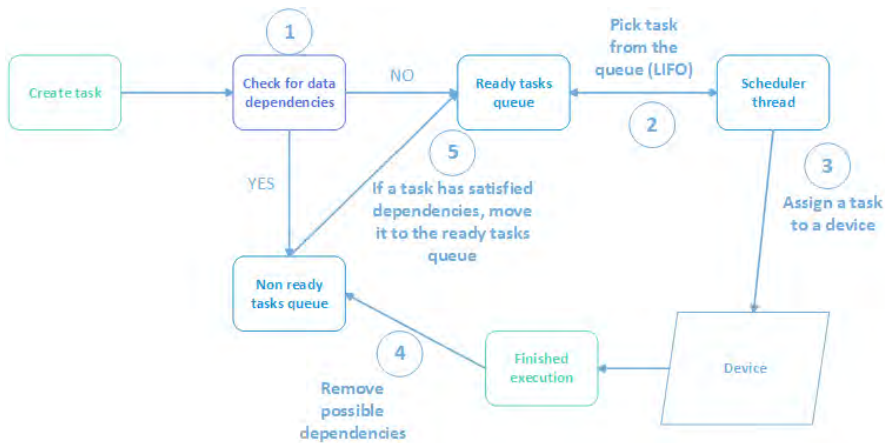 1
Pick task
from the
queue (LIFO)
Create task
Check for data
dependencies
NO
Ready tasks
queue
Scheduler
thread
2
5
3
YES
If a task has satisfied
dependencies, move
it to the ready tasks
queue
Assign a task
to a device
Non ready
tasks queue
4
Finished
execution
Device
Remove
possible
dependencies